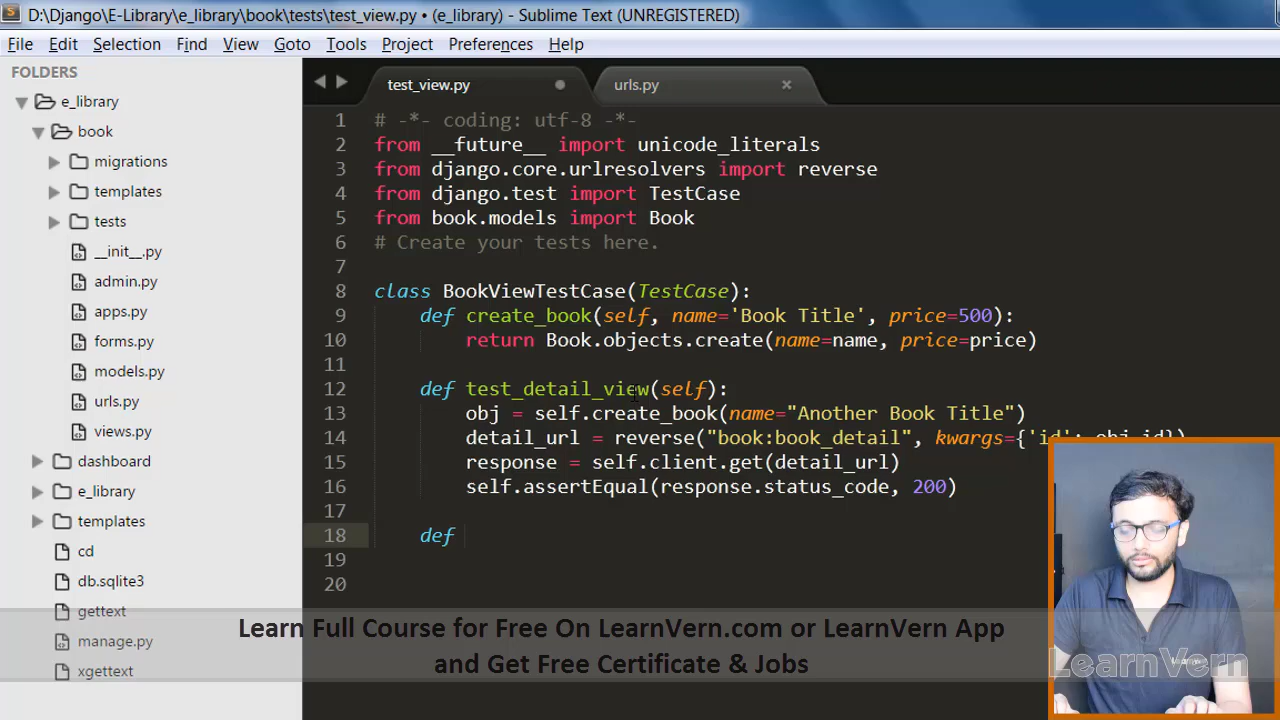 D:\Django\E-Library\e_library\book\tests\test_view.py • (e_library) - Sublime Text (UNREGISTERED)
File Edit Selection Find View Goto Tools Project Preferences Help
FOLDERS
e_library
book
migrations
templates
tests
__init__.py
admin.py
apps.py
forms.py
models.py
urls.py
views.py
dashboard
e_library
templates
cd
db.sqlite3
gettext
manage.py
xgettext
test_view.py
urls.py
1 # -*- coding: utf-8 -*-
2 from __future__ import unicode_literals
3 from django.core.urlresolvers import reverse
4 from django.test import TestCase
5 from book.models import Book
6 # Create your tests here.
7
8 class BookViewTestCase(TestCase):
9 def create_book(self, name='Book Title', price=500):
10 return Book.objects.create(name=name, price=price)
11
12 def test_detail_view(self):
13 obj = self.create_book(name="Another Book Title")
14 detail_url = reverse("book:book_detail", kwargs={'id': obj.id})
15 response = self.client.get(detail_url)
16 self.assertEqual(response.status_code, 200)
17
18 def
19
20
Learn Full Course for Free On LearnVern.com or LearnVern App
and Get Free Certificate & Jobs
LearnVern